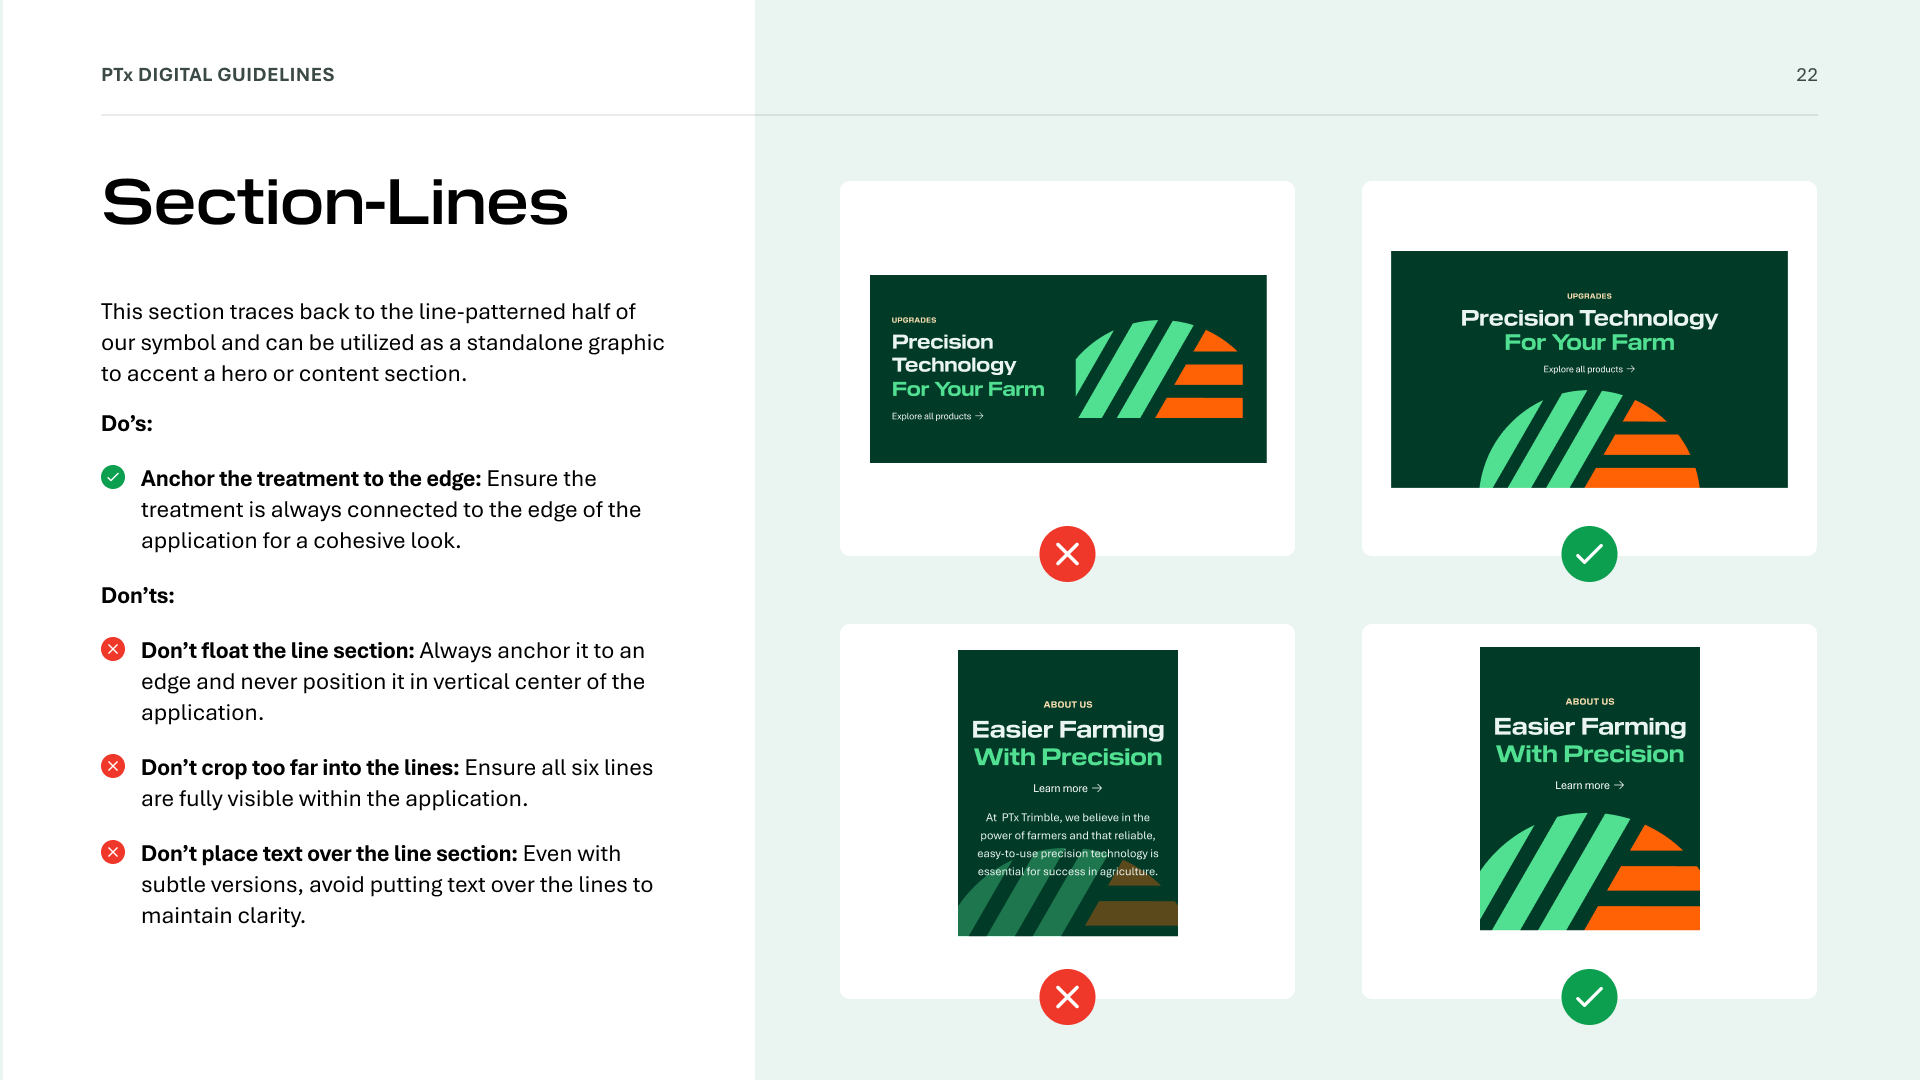 PTx DIGITAL GUIDELINES
22
Section-Lines
This section traces back to the line-patterned half of
our symbol and can be utilized as a standalone graphic
to accent a hero or content section.
Do’s:
Anchor the treatment to the edge: Ensure the
treatment is always connected to the edge of the
application for a cohesive look.
Don’ts:
Don’t float the line section: Always anchor it to an
edge and never position it in vertical center of the
application.
Don’t crop too far into the lines: Ensure all six lines
are fully visible within the application.
Don’t place text over the line section: Even with
subtle versions, avoid putting text over the lines to
maintain clarity.
UPGRADES
Precision
Technology
For Your Farm
Explore all products →
UPGRADES
Precision Technology
For Your Farm
Explore all products →
ABOUT US
Easier Farming
With Precision
Learn more →
At PTx Trimble, we believe in the
power of farmers and that reliable,
easy-to-use precision technology is
essential for success in agriculture.
ABOUT US
Easier Farming
With Precision
Learn more →